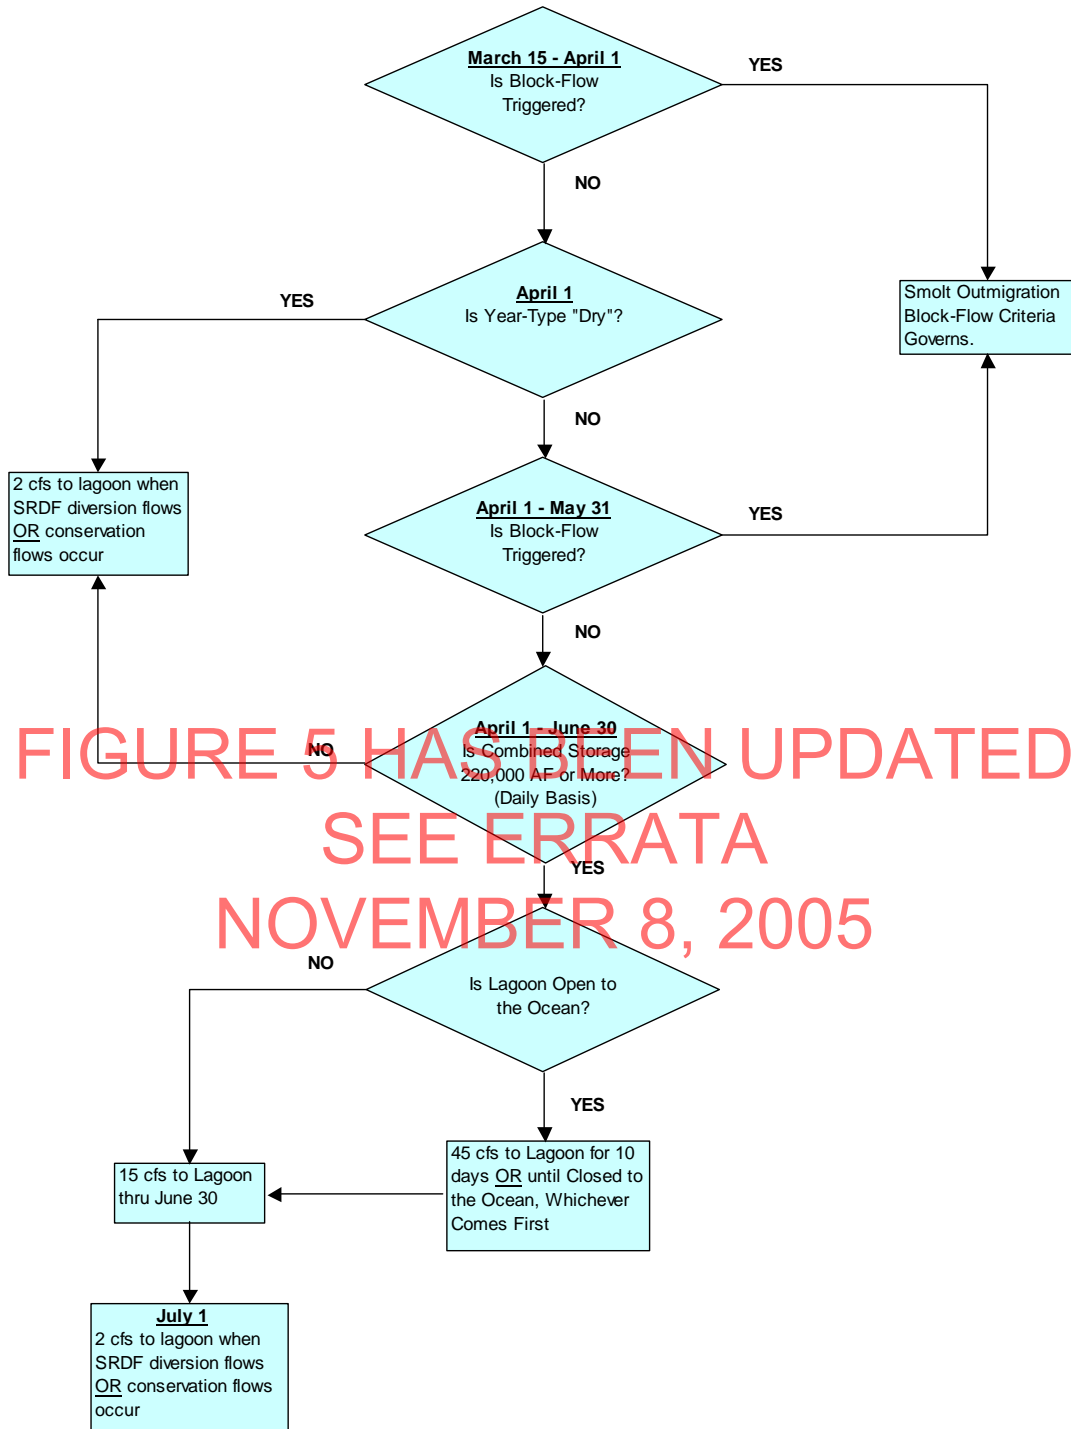 March 15 - April 1
Is Block-Flow
Triggered?
YES
NO
April 1
Is Year-Type "Dry"?
YES
NO
Smolt Outmigration
Block-Flow Criteria
Governs.
2 cfs to lagoon when
SRDF diversion flows
OR conservation
flows occur
April 1 - May 31
Is Block-Flow
Triggered?
YES
NO
April 1 - June 30
Is Combined Storage
220,000 AF or More?
(Daily Basis)
NO
YES
FIGURE 5 HAS BEEN UPDATED
SEE ERRATA
NOVEMBER 8, 2005
Is Lagoon Open to
the Ocean?
NO
YES
15 cfs to Lagoon
thru June 30
45 cfs to Lagoon for 10
days OR until Closed to
the Ocean, Whichever
Comes First
July 1
2 cfs to lagoon when
SRDF diversion flows
OR conservation flows
occur